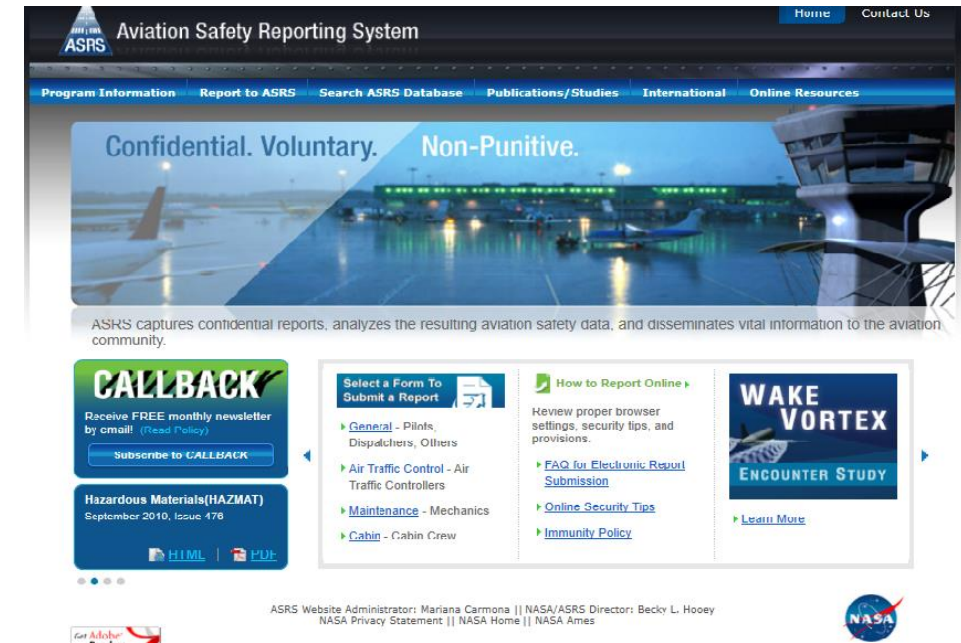 Home Contact Us
ASRS Aviation Safety Reporting System
Program Information Report to ASRS Search ASRS Database Publications/Studies International Online Resources
Confidential. Voluntary. Non-Punitive.
ASRS captures confidential reports, analyzes the resulting aviation safety data, and disseminates vital information to the aviation
community.
CALLBACK
Receive FREE monthly newsletter
by email! (Read Policy)
Subscribe to CALLBACK
Hazardous Materials(HAZMAT)
September 2010, Issue 476
HTML | PDF
Select a Form To
Submit a Report
General - Pilots,
Dispatchers, Others
Air Traffic Control - Air
Traffic Controllers
Maintenance - Mechanics
Cabin - Cabin Crew
How to Report Online
Review proper browser
settings, security tips, and
provisions.
FAQ for Electronic Report
Submission
Online Security Tips
Immunity Policy
WAKE
VORTEX
ENCOUNTER STUDY
Learn More
ASRS Website Administrator: Mariana Carmona || NASA/ASRS Director: Becky L. Hooey
NASA Privacy Statement || NASA Home || NASA Ames
NASA
Get Adobe